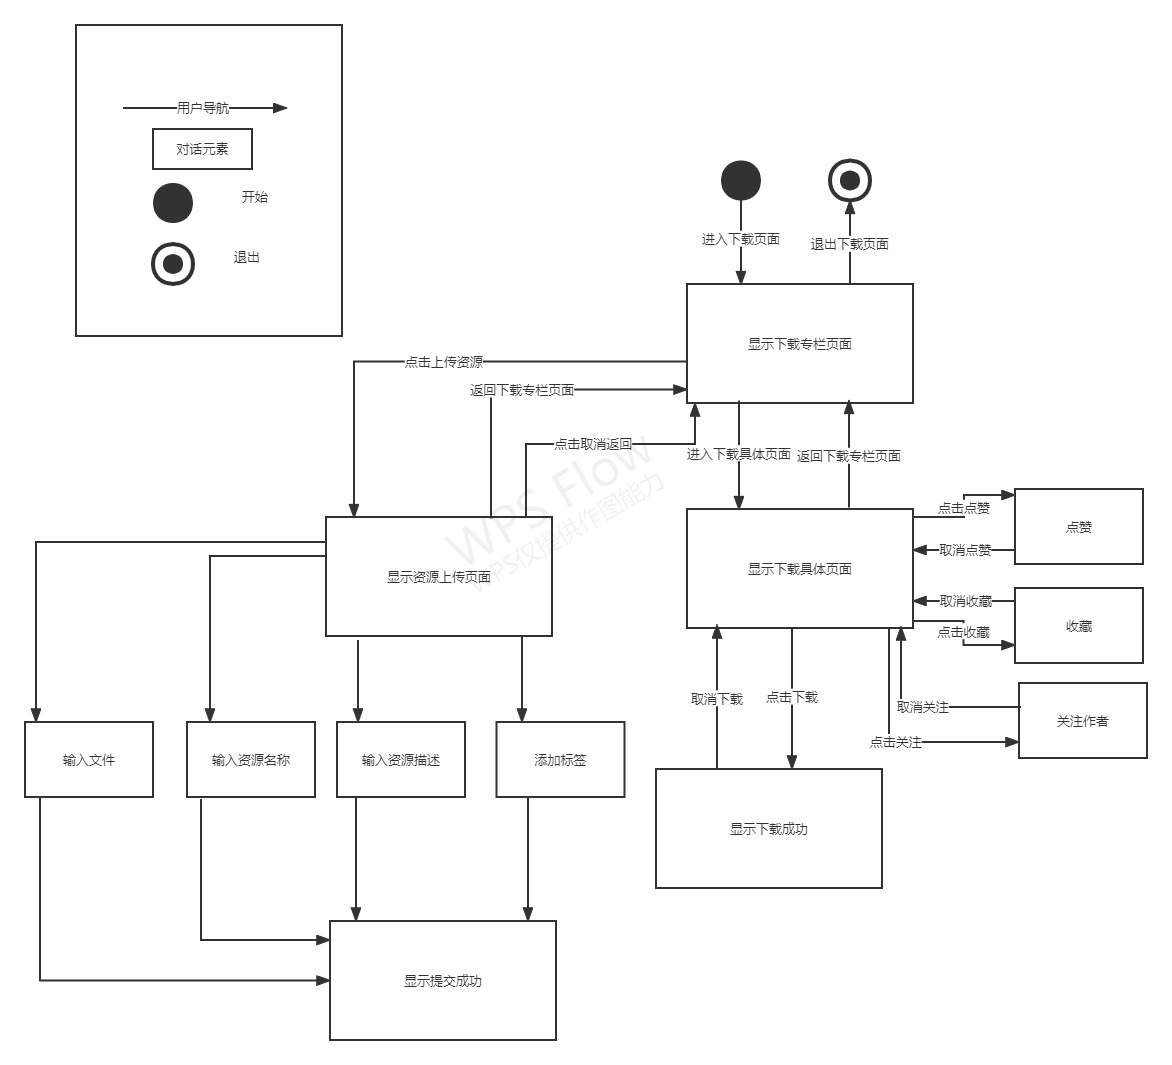 用户导航
对话元素
开始
退出
进入下载页面
退出下载页面
显示下载专栏页面
点击上传资源
返回下载专栏页面
点击取消返回
进入下载具体页面
返回下载专栏页面
WPS Flow
WPS仅提供作图能力
显示资源上传页面
显示下载具体页面
点击点赞
取消点赞
点赞
取消收藏
点击收藏
收藏
取消下载
点击下载
取消关注
点击关注
关注作者
输入文件
输入资源名称
输入资源描述
添加标签
显示下载成功
显示提交成功